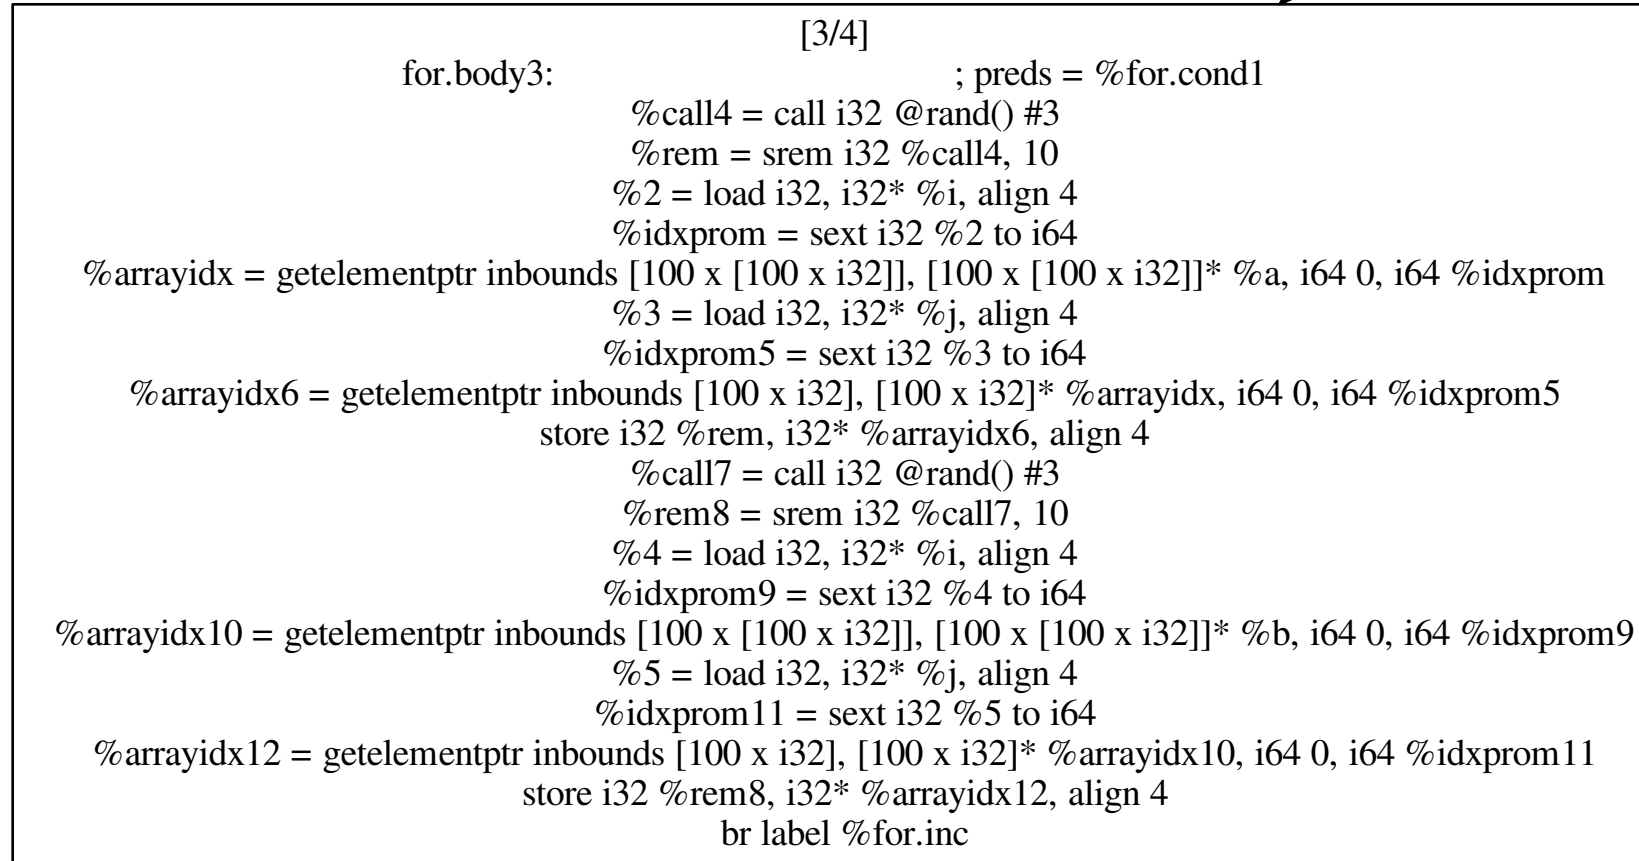 [3/4]
for.body3: ; preds = %for.cond1
%call4 = call i32 @rand() #3
%rem = srem i32 %call4, 10
%2 = load i32, i32* %i, align 4
%idxprom = sext i32 %2 to i64
%arrayidx = getelementptr inbounds [100 x [100 x i32]], [100 x [100 x i32]]* %a, i64 0, i64 %idxprom
%3 = load i32, i32* %j, align 4
%idxprom5 = sext i32 %3 to i64
%arrayidx6 = getelementptr inbounds [100 x i32], [100 x i32]* %arrayidx, i64 0, i64 %idxprom5
store i32 %rem, i32* %arrayidx6, align 4
%call7 = call i32 @rand() #3
%rem8 = srem i32 %call7, 10
%4 = load i32, i32* %i, align 4
%idxprom9 = sext i32 %4 to i64
%arrayidx10 = getelementptr inbounds [100 x [100 x i32]], [100 x [100 x i32]]* %b, i64 0, i64 %idxprom9
%5 = load i32, i32* %j, align 4
%idxprom11 = sext i32 %5 to i64
%arrayidx12 = getelementptr inbounds [100 x i32], [100 x i32]* %arrayidx10, i64 0, i64 %idxprom11
store i32 %rem8, i32* %arrayidx12, align 4
br label %for.inc